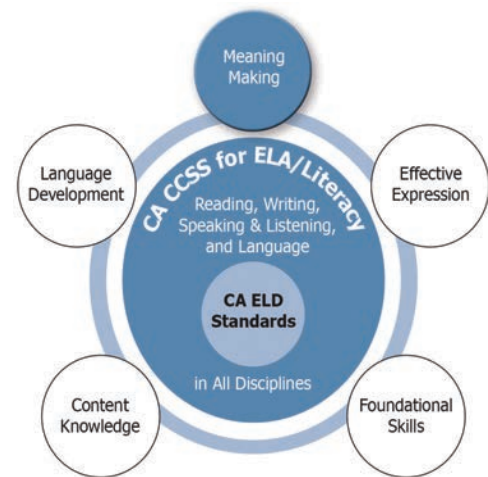 Meaning
Making
Language
Development
Effective
Expression
CA CCSS for ELA/Literacy
Reading, Writing,
Speaking & Listening,
and Language
CA ELD
Standards
in All Disciplines
Content
Knowledge
Foundational
Skills